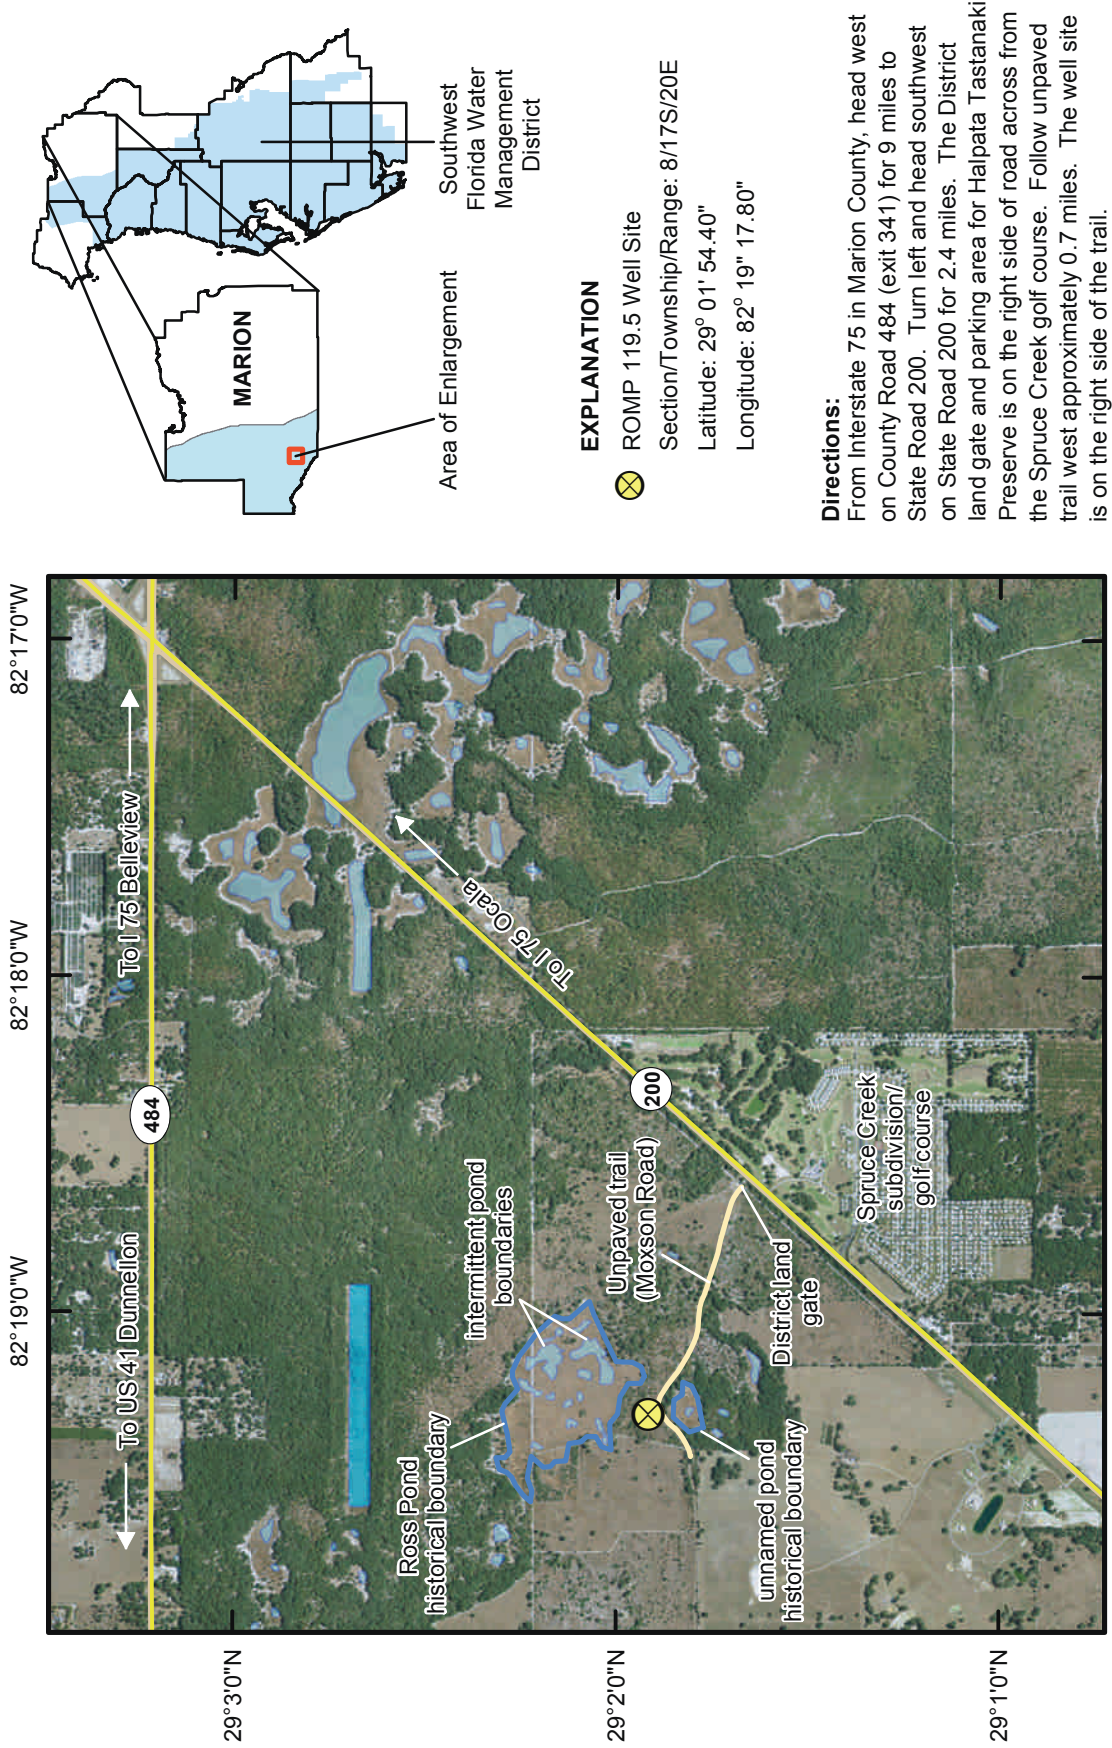 82°19'0"W
82°18'0"W
82°17'0"W
29°3'0"N
29°2'0"N
29°1'0"N
To US 41 Dunnellon
484
To I 75 Belleview
To I 75 Ocala
200
Ross Pond
historical boundary
intermittent pond
boundaries
Unpaved trail
(Moxson Road)
District land
gate
unnamed pond
historical boundary
Spruce Creek
subdivision/
golf course
MARION
Area of Enlargement
Southwest
Florida Water
Management
District
EXPLANATION
ROMP 119.5 Well Site
Section/Township/Range: 8/17S/20E
Latitude: 29° 01' 54.40"
Longitude: 82° 19" 17.80"
Directions:
From Interstate 75 in Marion County, head west
on County Road 484 (exit 341) for 9 miles to
State Road 200.  Turn left and head southwest
on State Road 200 for 2.4 miles.  The District
land gate and parking area for Halpata Tastanaki
Preserve is on the right side of road across from
the Spruce Creek golf course.  Follow unpaved
trail west approximately 0.7 miles.  The well site
is on the right side of the trail.